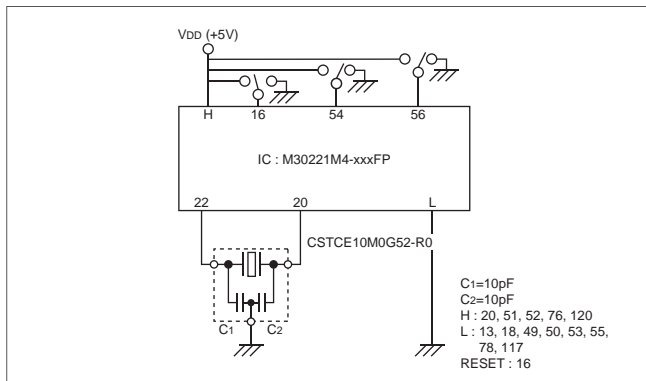 VDD (+5V)
H 16 54 56
IC : M30221M4-xxxFP
22 20 L
CSTCE10M0G52-R0
C1 C2
C1=10pF
C2=10pF
H : 20, 51, 52, 76, 120
L : 13, 18, 49, 50, 53, 55,
78, 117
RESET : 16